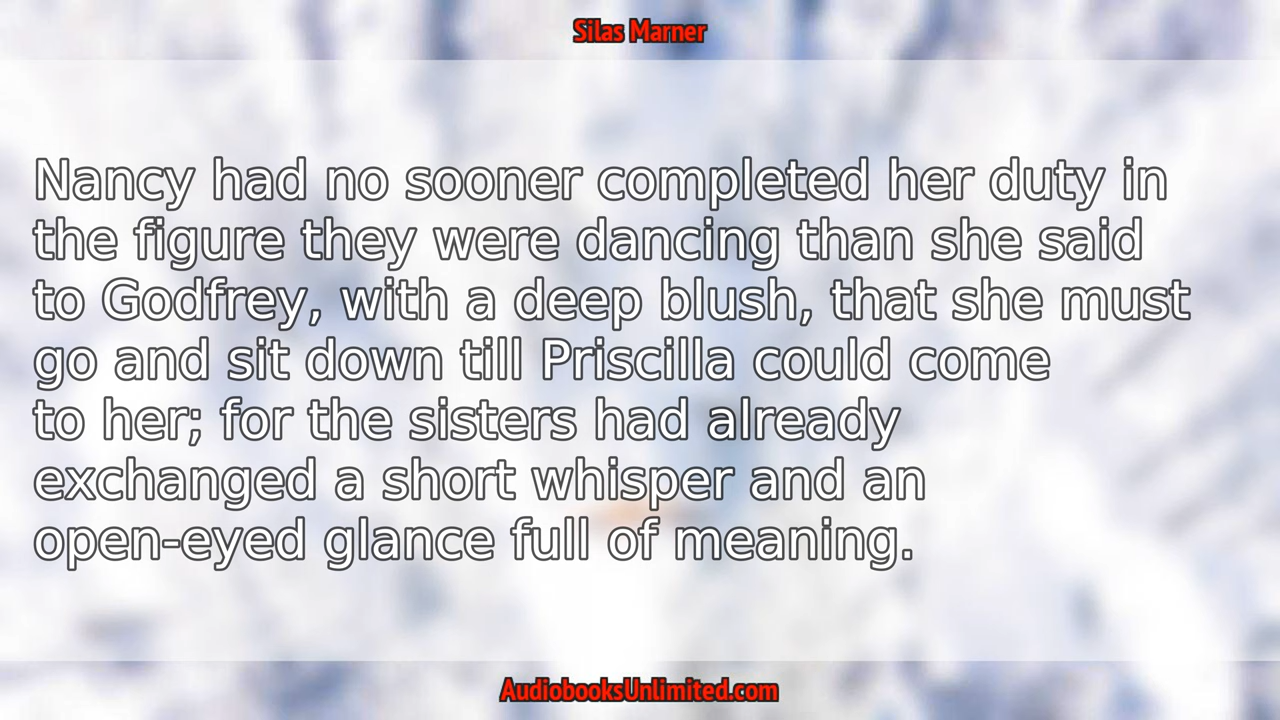 Silas Marner
Nancy had no sooner completed her duty in
the figure they were dancing than she said
to Godfrey, with a deep blush, that she must
go and sit down till Priscilla could come
to her; for the sisters had already
exchanged a short whisper and an
open-eyed glance full of meaning.
AudiobooksUnlimited.com